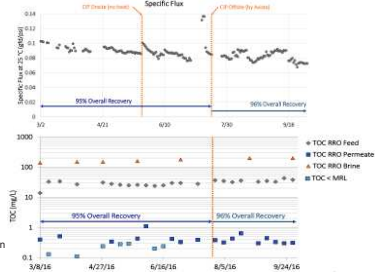 Specific Flux
CIP Onsite (no heat)
CIP Offsite (by Avista)
Specific Flux at 25 °C (gfd/psi)
0.14
0.12
0.1
0.08
0.06
0.04
0.02
0
95% Overall Recovery
96% Overall Recovery
3/2
4/21
6/10
7/30
9/18
TOC (mg/L)
1000
100
10
1
0.1
95% Overall Recovery
96% Overall Recovery
TOC RRO Feed
TOC RRO Permeate
TOC RRO Brine
TOC < MRL
n
3/8/16
4/27/16
6/16/16
8/5/16
9/24/16